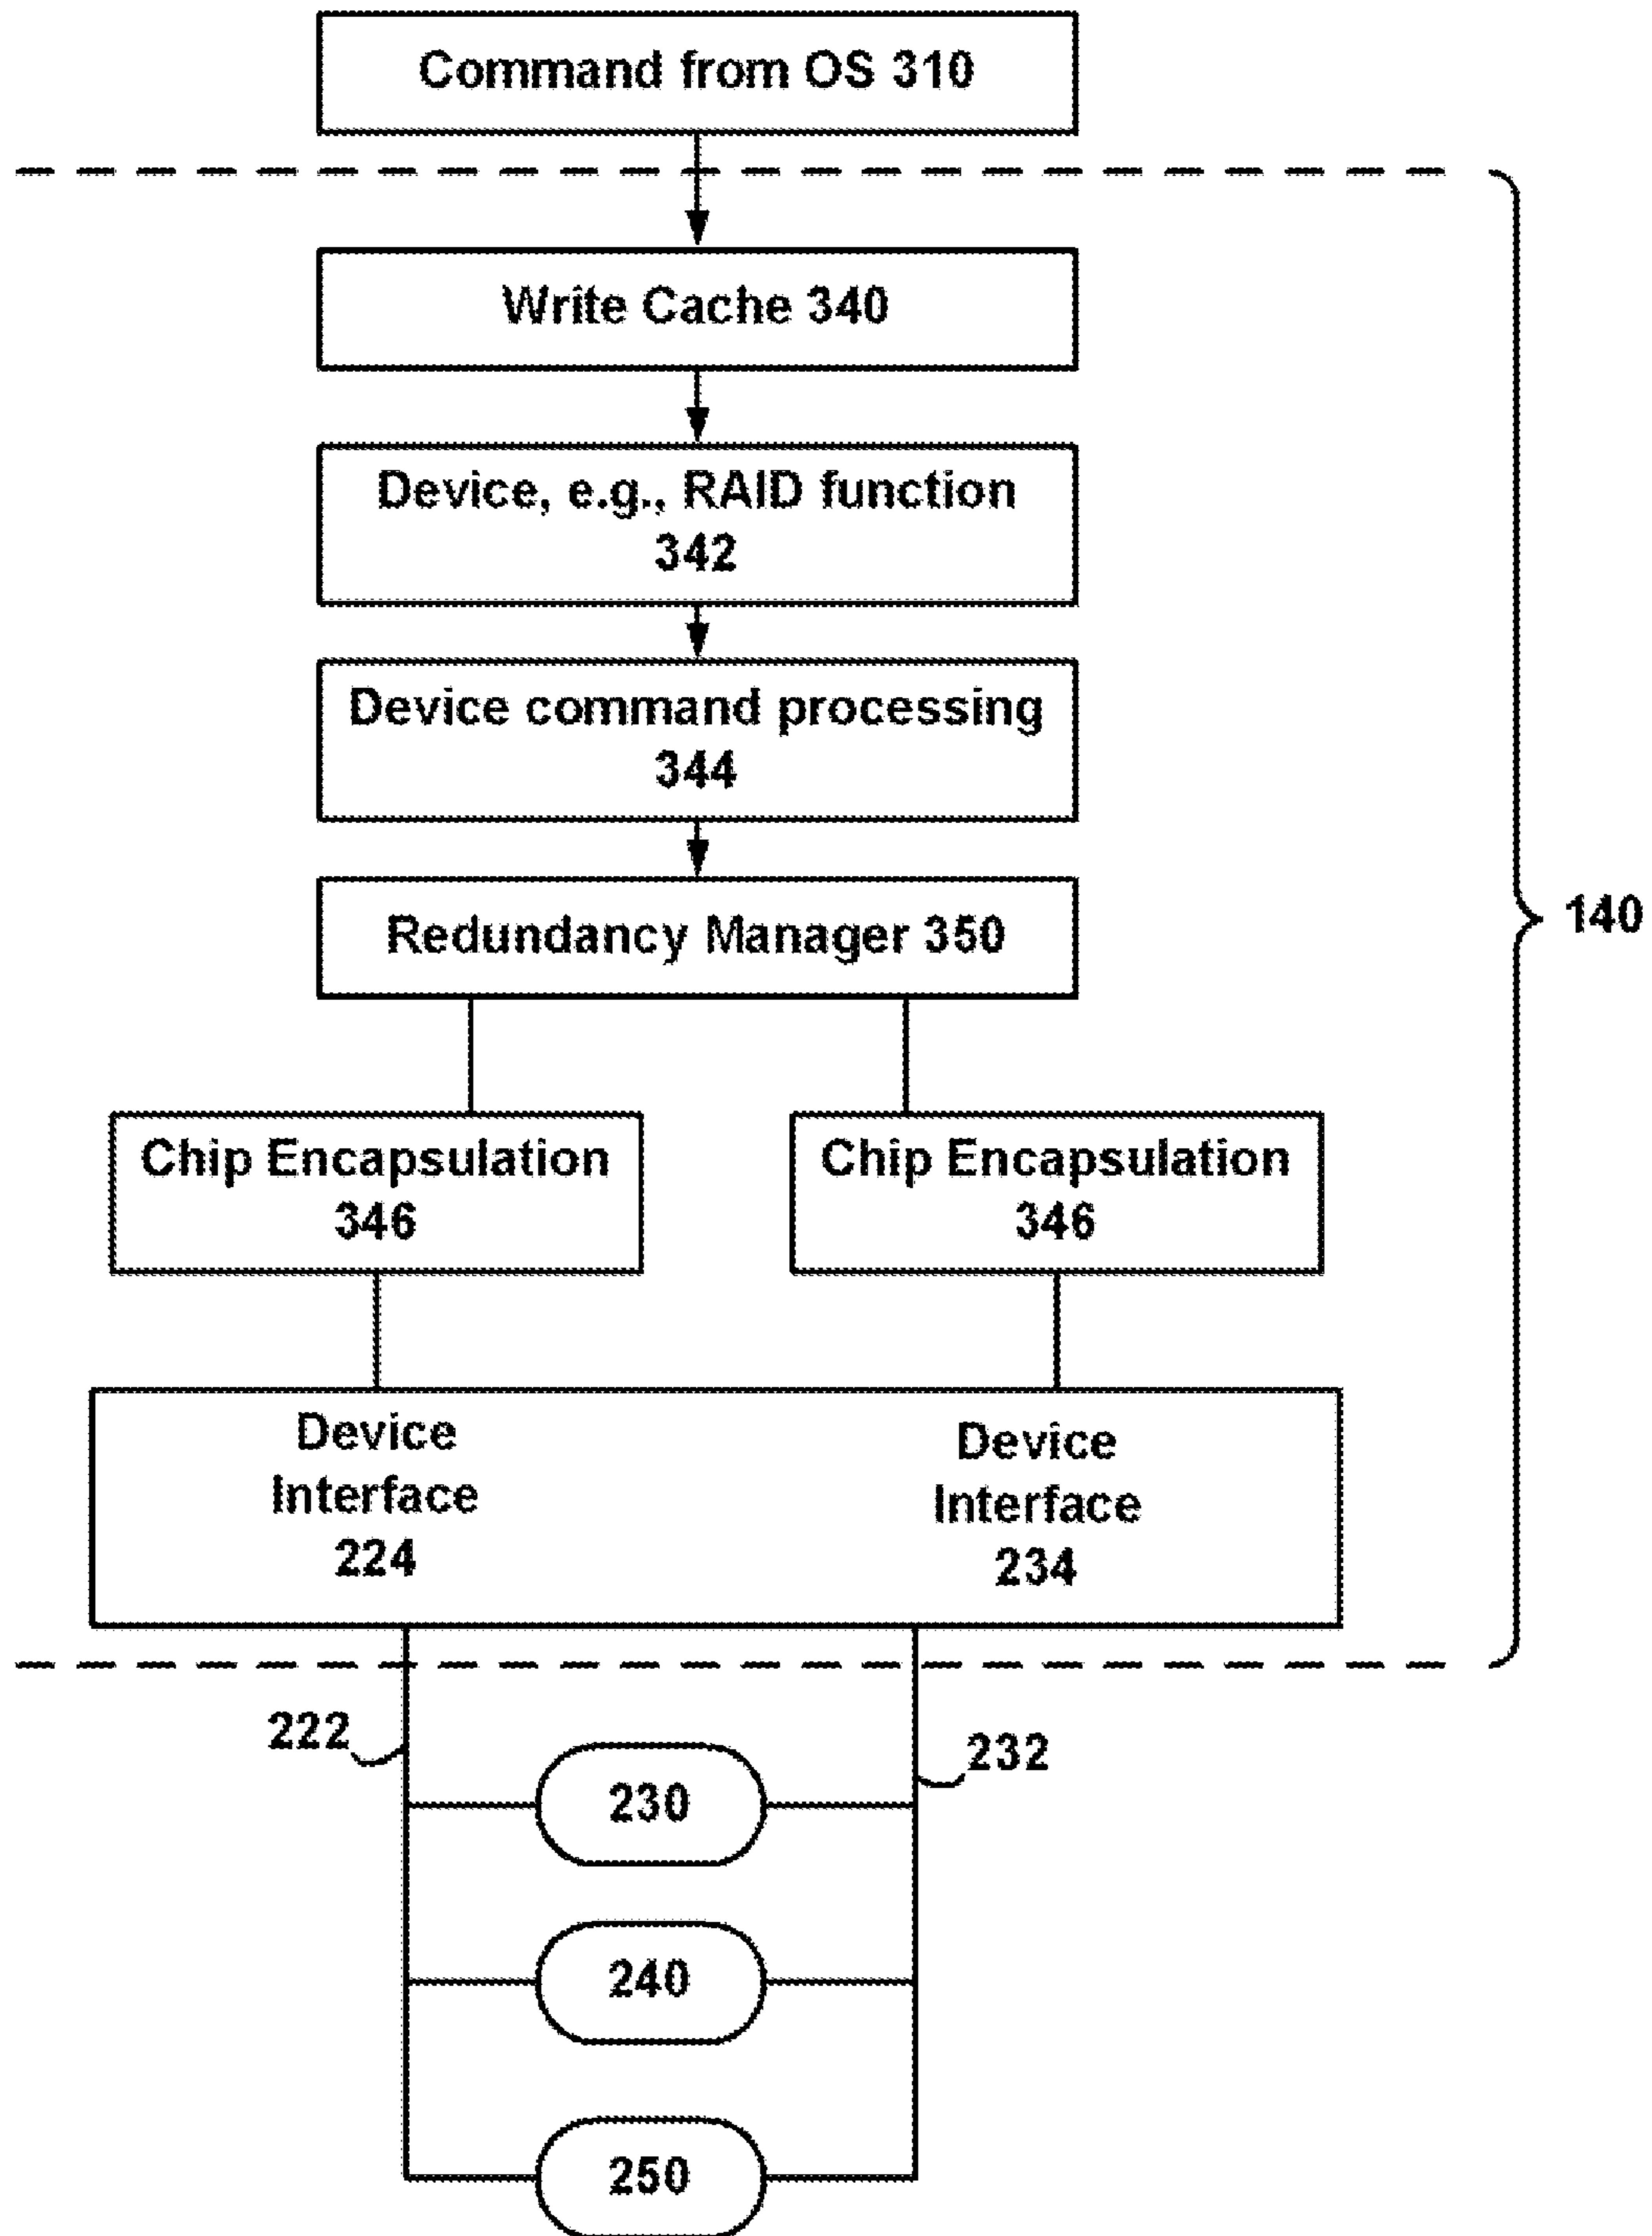 Command from OS 310
Write Cache 340
Device, e.g., RAID function
342
Device command processing
344
Redundancy Manager 350
140
Chip Encapsulation
346
Chip Encapsulation
346
Device
Interface
224
Device
Interface
234
222
232
230
240
250